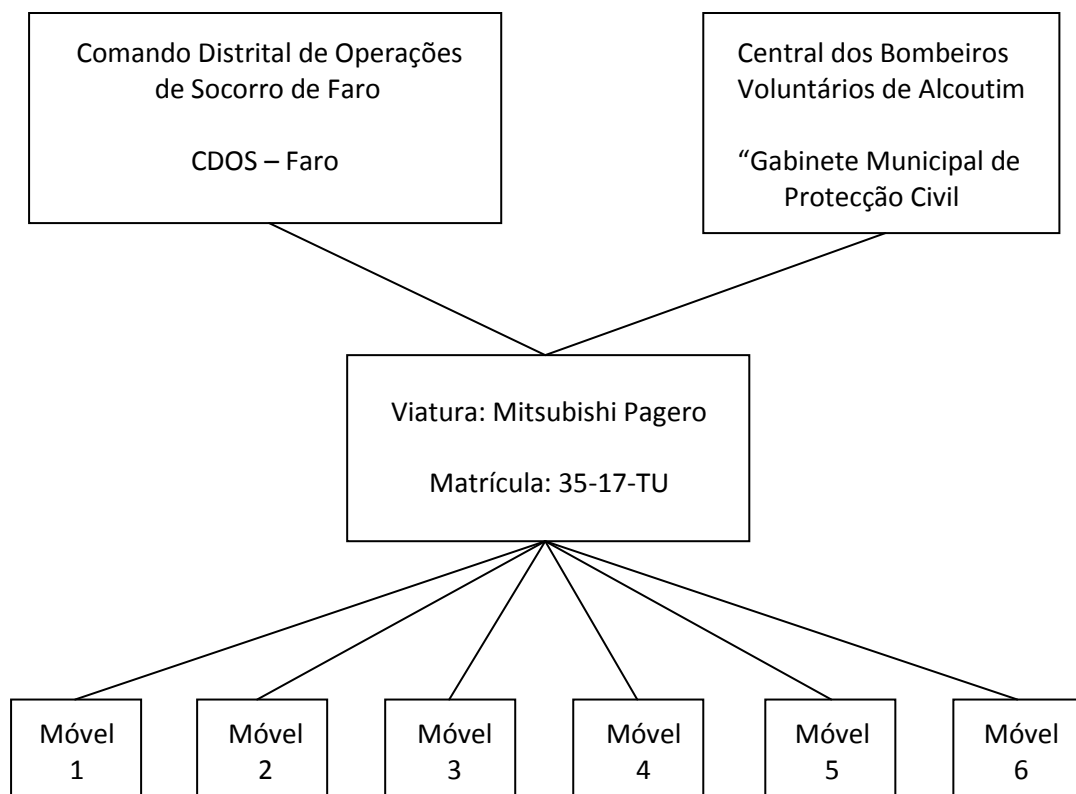 Comando Distrital de Operações
de Socorro de Faro
CDOS – Faro
Central dos Bombeiros
Voluntários de Alcoutim
“Gabinete Municipal de
Protecção Civil
Viatura: Mitsubishi Pagero
Matrícula: 35-17-TU
Móvel
1
Móvel
2
Móvel
3
Móvel
4
Móvel
5
Móvel
6